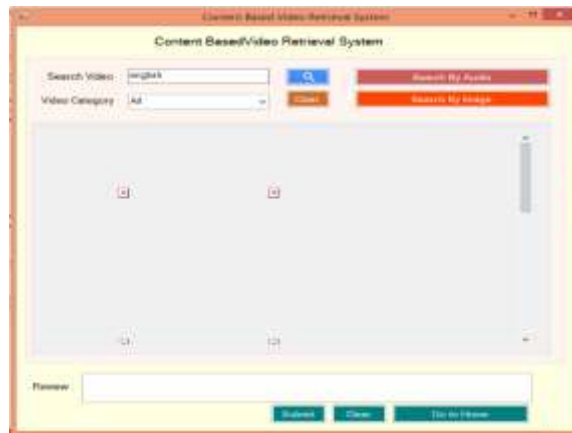 Content Based Video Retrieval System
Content BasedVideo Retrieval System
Search Video english Search By Audio
Video Category All Clear Search By Image
Review
Submit Clear Go to Home